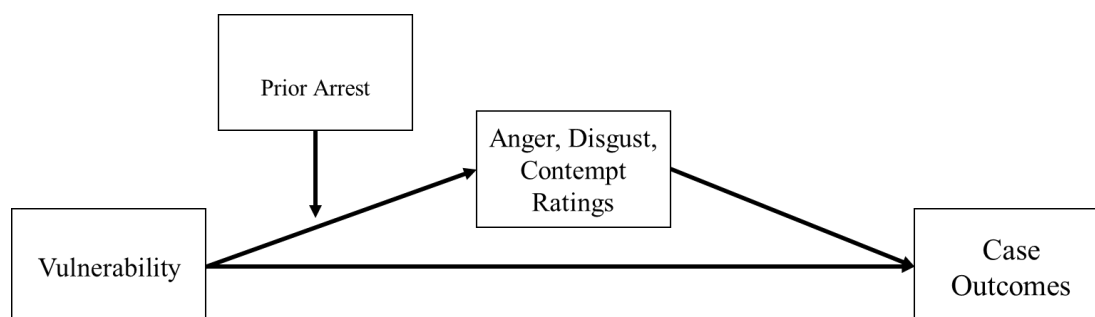 Prior Arrest
Anger, Disgust,
Contempt
Ratings
Vulnerability
Case
Outcomes